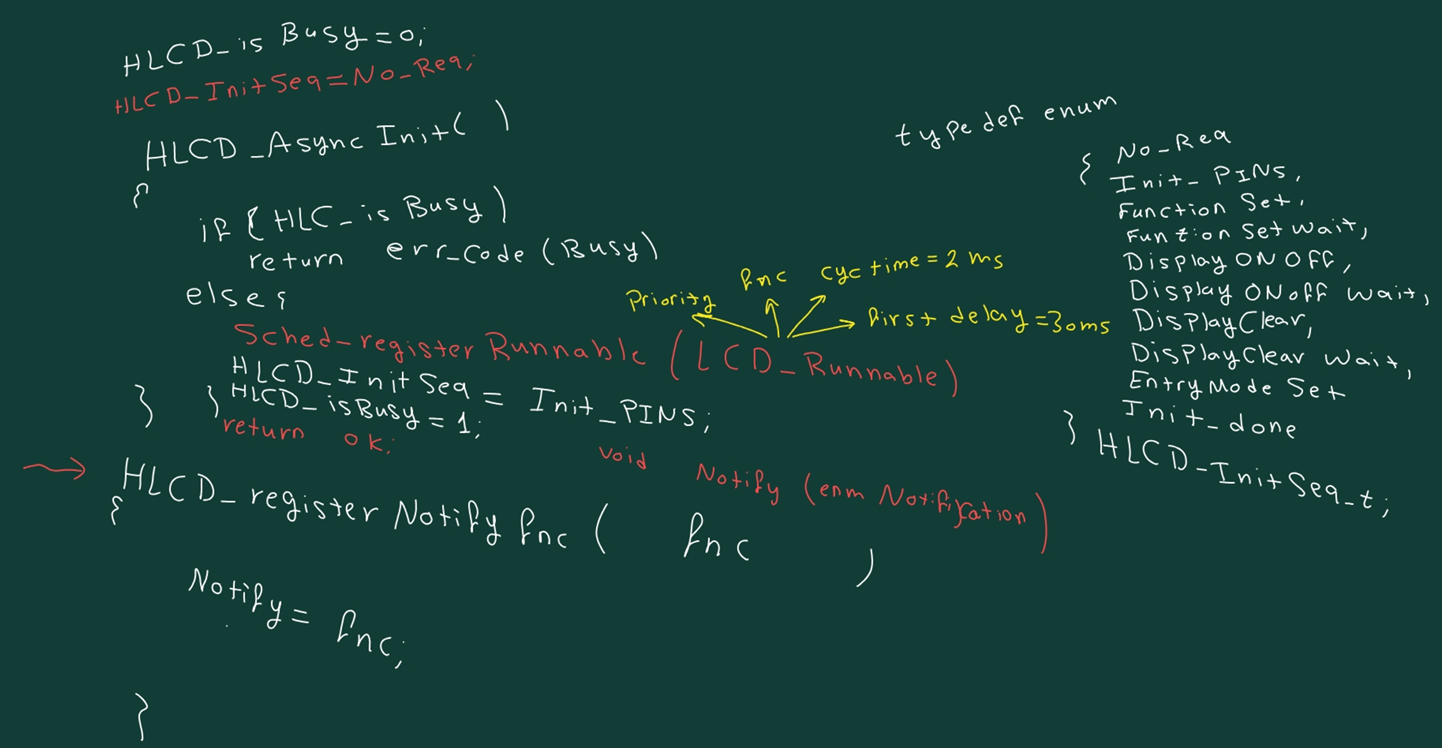 HLCD_is Busy=0;
HLCD_InitSeq=No_Req;
HLCD_Async Init( )
{
if { HLC_is Busy )
return err_Code (Busy)
else {
Priority
fnc
Cyc time = 2 ms
first delay = 30ms
Sched_register Runnable ( LCD_Runnable )
HLCD_Init Seq = Init_PINS;
HLCD_isBusy = 1;
} }
return ok;
void Notify (enm Notification)
HLCD_register Notify fnc ( fnc )
{
Notify = fnc;
}
typedef enum
{ No_Req
Init_PINS,
Function Set,
Funtion Set wait,
Display ON OFF,
Display ONoff wait,
DisplayClear,
DisplayClear wait,
EntryMode Set
Init_done
} HLCD_InitSeq_t;